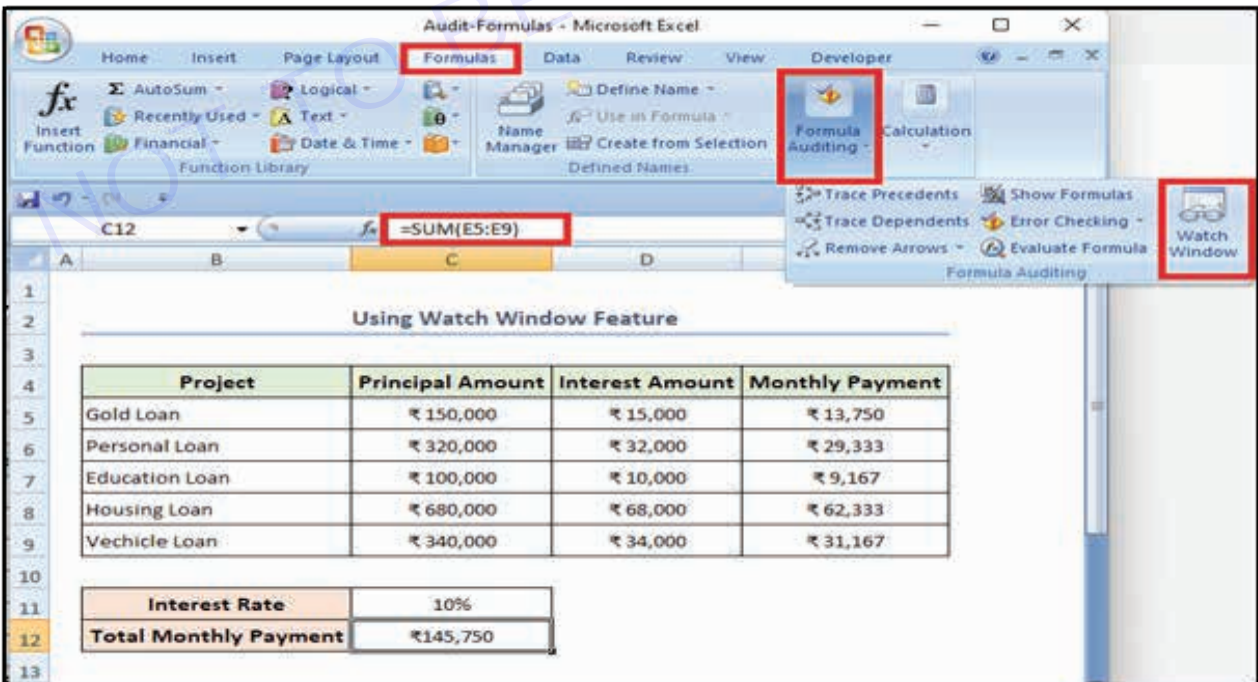 Audit-Formulas - Microsoft Excel
Home Insert Page Layout Formulas Data Review View Developer
Σ AutoSum Logical Define Name
Recently Used A Text Use in Formula
Financial Date & Time Create from Selection
fx Insert Function
Name Manager
Formula Auditing
Calculation
Function Library Defined Names
Trace Precedents Show Formulas
Trace Dependents Error Checking
Remove Arrows Evaluate Formula
Watch Window
Formula Auditing
C12 fx =SUM(E5:E9)
A B C D
1
2 Using Watch Window Feature
3
4 Project Principal Amount Interest Amount Monthly Payment
5 Gold Loan ₹ 150,000 ₹ 15,000 ₹ 13,750
6 Personal Loan ₹ 320,000 ₹ 32,000 ₹ 29,333
7 Education Loan ₹ 100,000 ₹ 10,000 ₹ 9,167
8 Housing Loan ₹ 680,000 ₹ 68,000 ₹ 62,333
9 Vechicle Loan ₹ 340,000 ₹ 34,000 ₹ 31,167
10
11 Interest Rate 10%
12 Total Monthly Payment ₹145,750
13
NOT TO BE